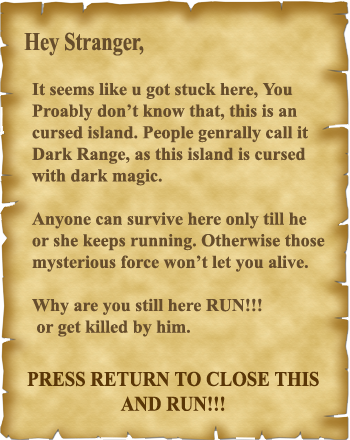 Hey Stranger,
It seems like u got stuck here, You
Proably don't know that, this is an
cursed island. People genrally call it
Dark Range, as this island is cursed
with dark magic.
Anyone can survive here only till he
or she keeps running. Otherwise those
mysterious force won't let you alive.
Why are you still here RUN!!!
or get killed by him.
PRESS RETURN TO CLOSE THIS
AND RUN!!!